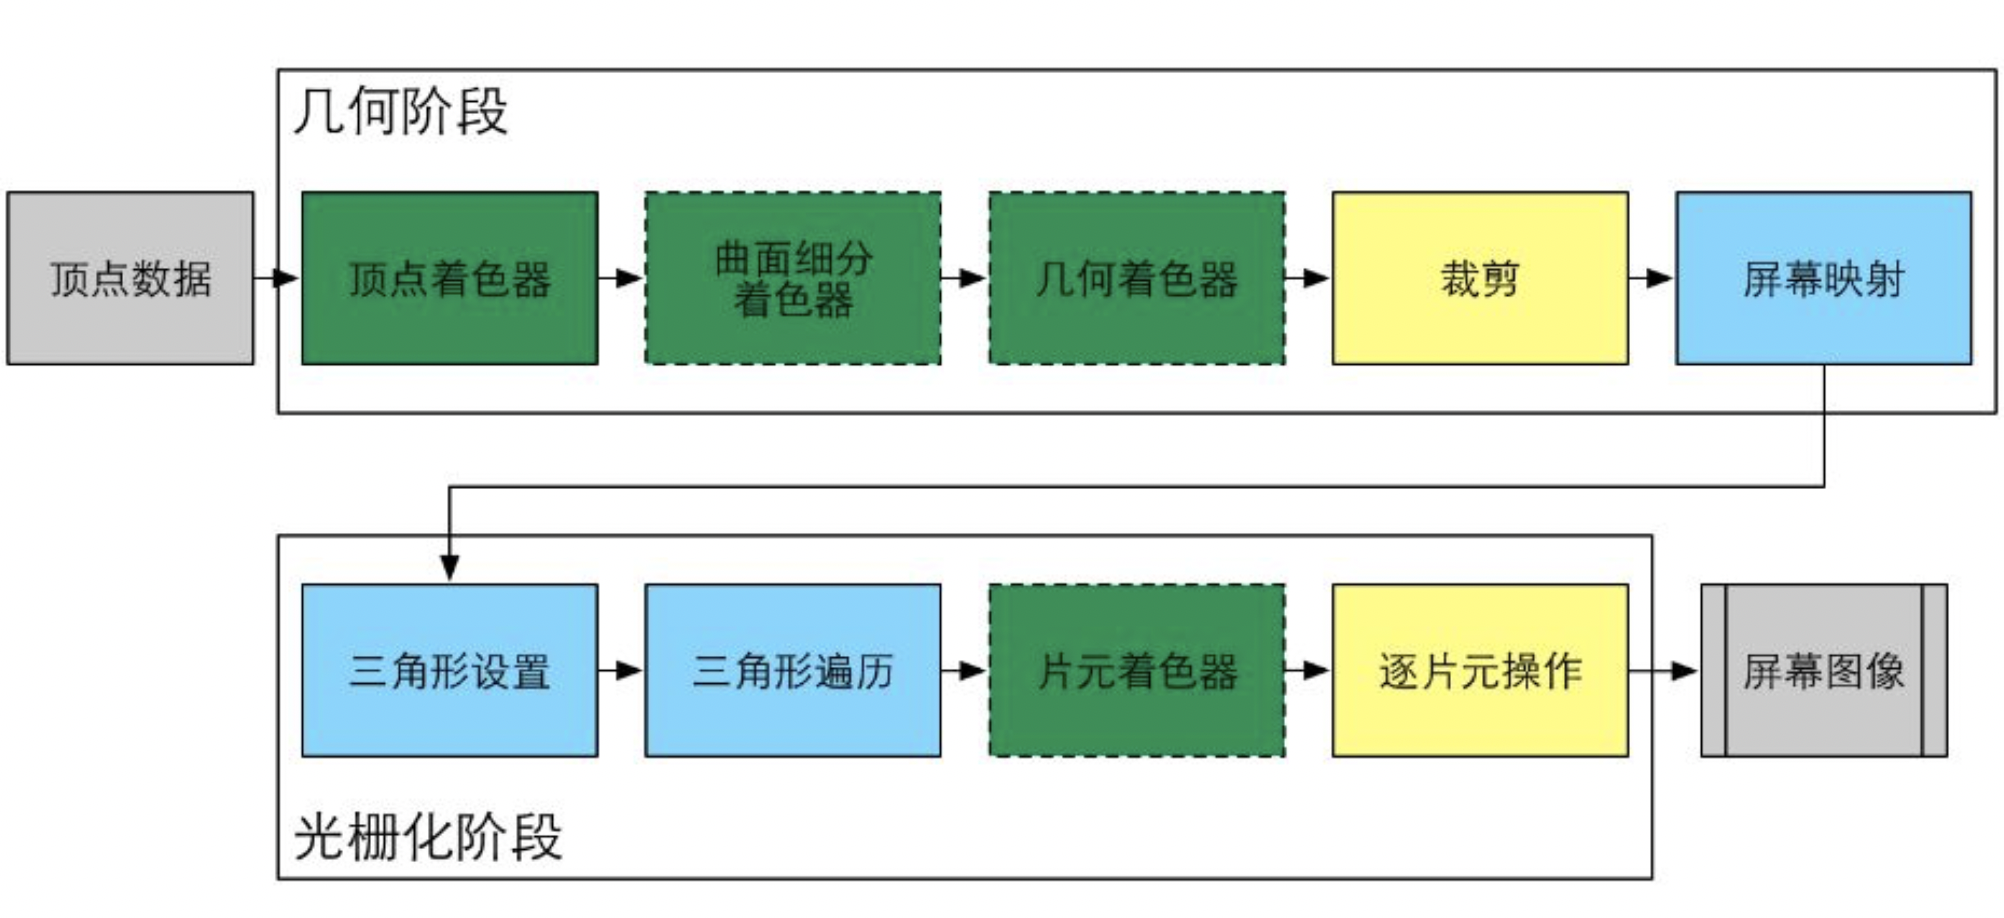 几何阶段
顶点数据
顶点着色器
曲面细分
着色器
几何着色器
裁剪
屏幕映射
三角形设置
三角形遍历
片元着色器
逐片元操作
屏幕图像
光栅化阶段